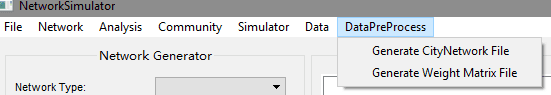 NetworkSimulator
File Network Analysis Community Simulator Data DataPreProcess
Generate CityNetwork File
Network Generator
Generate Weight Matrix File
Network Type: